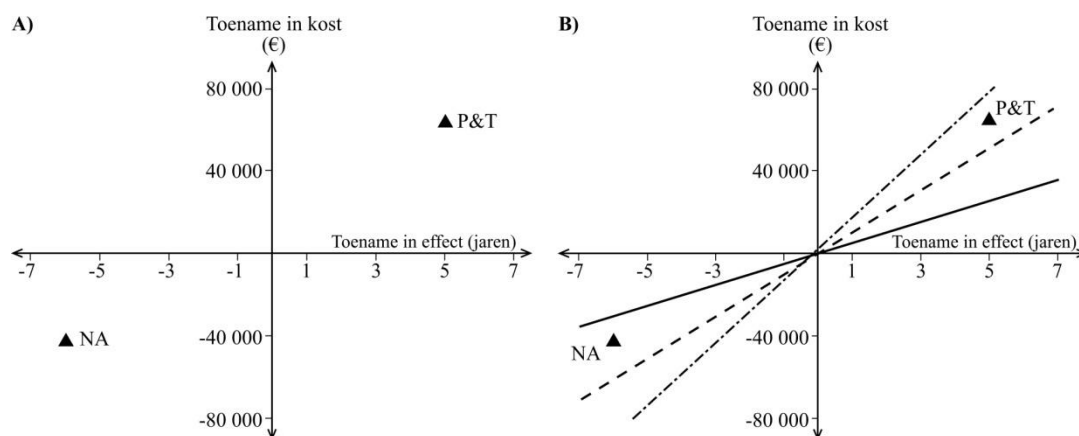 A)
Toename in kost
(€)
80 000
P&T
40 000
Toename in effect (jaren)
-7 -5 -3 -1 1 3 5 7
NA
-40 000
-80 000
B)
Toename in kost
(€)
80 000
P&T
40 000
Toename in effect (jaren)
-7 -5 -3 1 3 5 7
NA
-40 000
-80 000